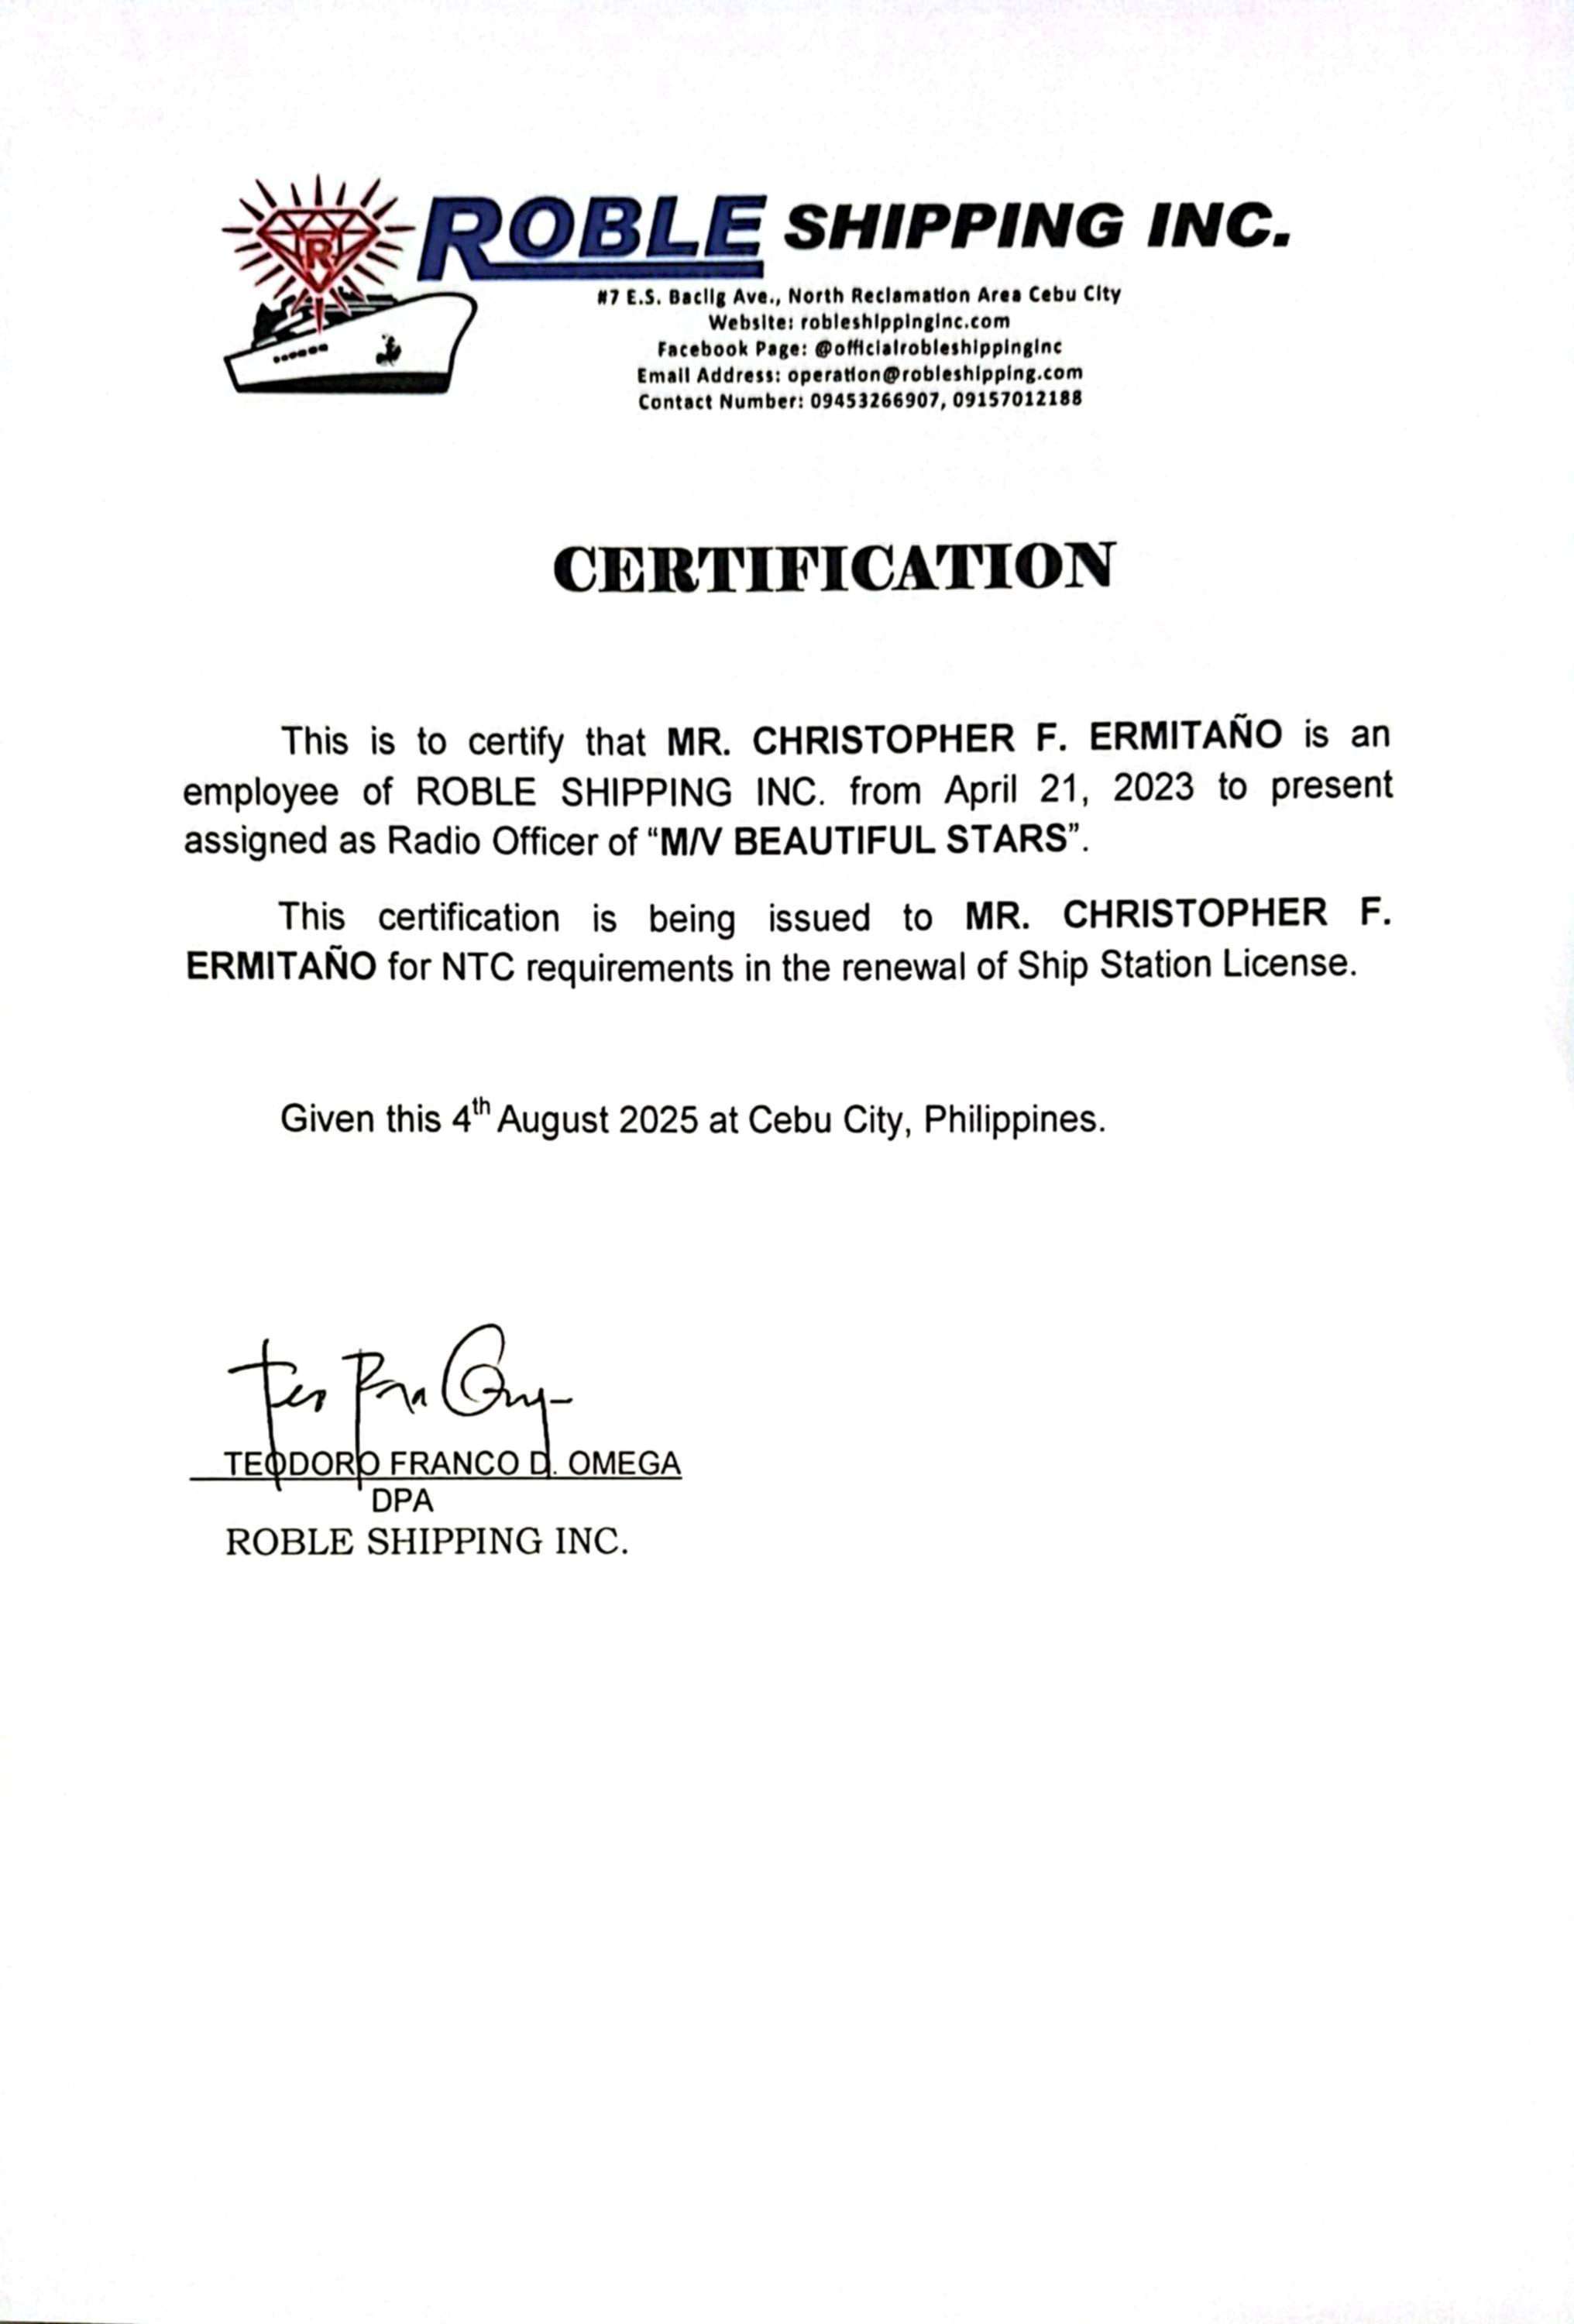 R
ROBLE SHIPPING INC.
#7 E.S. Baclig Ave., North Reclamation Area Cebu City
Website: robleshippinginc.com
Facebook Page: @officialrobleshippinginc
Email Address: operation@robleshipping.com
Contact Number: 09453266907, 09157012188
CERTIFICATION
This is to certify that MR. CHRISTOPHER F. ERMITAÑO is an
employee of ROBLE SHIPPING INC. from April 21, 2023 to present
assigned as Radio Officer of “M/V BEAUTIFUL STARS”.
This certification is being issued to MR. CHRISTOPHER F.
ERMITAÑO for NTC requirements in the renewal of Ship Station License.
Given this 4th August 2025 at Cebu City, Philippines.
TEODORO FRANCO D. OMEGA
DPA
ROBLE SHIPPING INC.